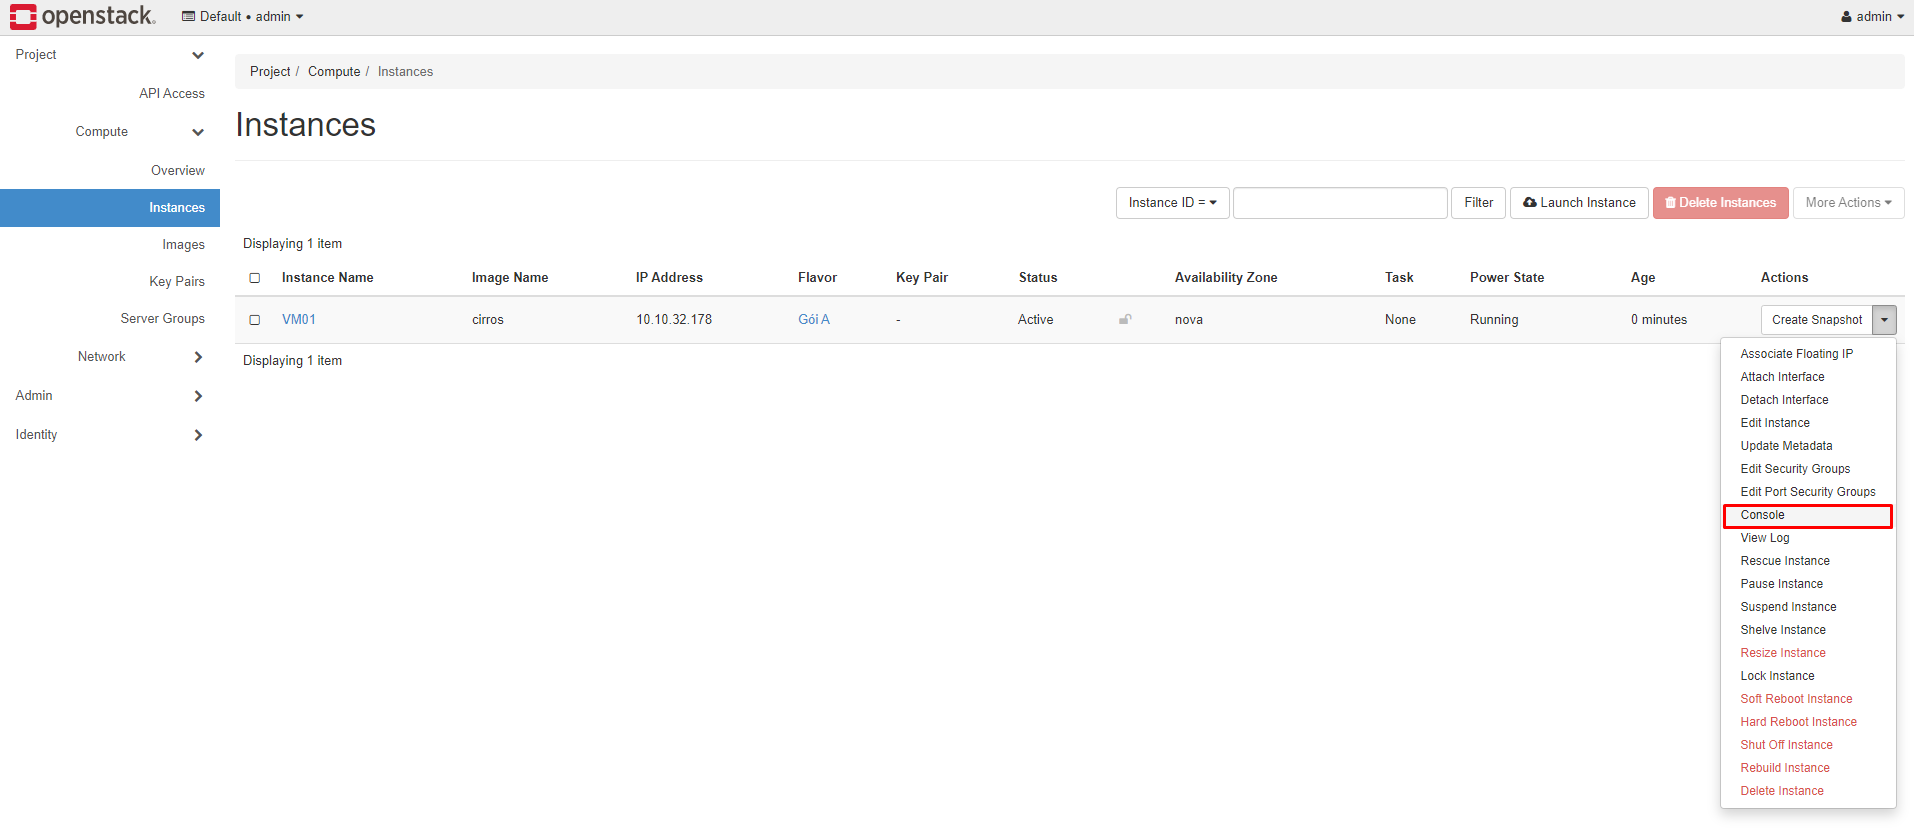 openstack. Default • admin admin
Project
API Access
Compute
Overview
Instances
Images
Key Pairs
Server Groups
Network
Admin
Identity
Project / Compute / Instances
Instances
Instance ID = Filter Launch Instance Delete Instances More Actions
Displaying 1 item
Instance Name Image Name IP Address Flavor Key Pair Status Availability Zone Task Power State Age Actions
VM01 cirros 10.10.32.178 Gói A - Active nova None Running 0 minutes Create Snapshot
Displaying 1 item
Associate Floating IP
Attach Interface
Detach Interface
Edit Instance
Update Metadata
Edit Security Groups
Edit Port Security Groups
Console
View Log
Rescue Instance
Pause Instance
Suspend Instance
Shelve Instance
Resize Instance
Lock Instance
Soft Reboot Instance
Hard Reboot Instance
Shut Off Instance
Rebuild Instance
Delete Instance